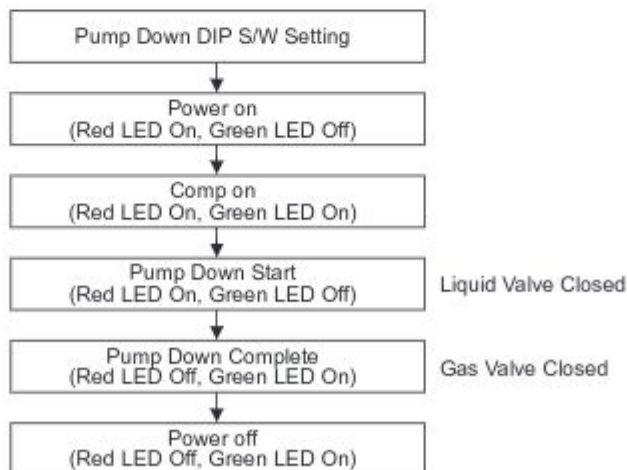 Pump Down DIP S/W Setting
Power on
(Red LED On, Green LED Off)
Comp on
(Red LED On, Green LED On)
Pump Down Start
(Red LED On, Green LED Off)
Liquid Valve Closed
Pump Down Complete
(Red LED Off, Green LED On)
Gas Valve Closed
Power off
(Red LED Off, Green LED On)